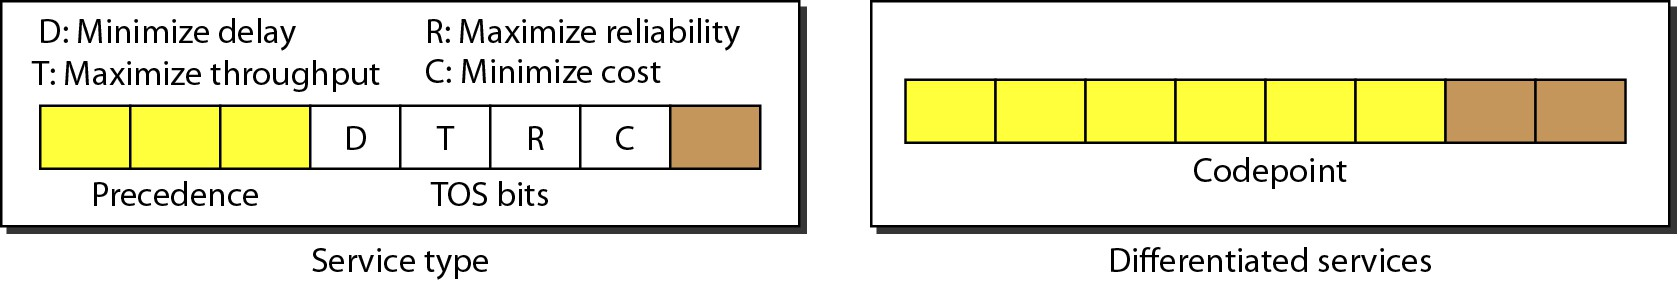 D: Minimize delay
R: Maximize reliability
T: Maximize throughput
C: Minimize cost
D T R C
Precedence
TOS bits
Service type
Codepoint
Differentiated services